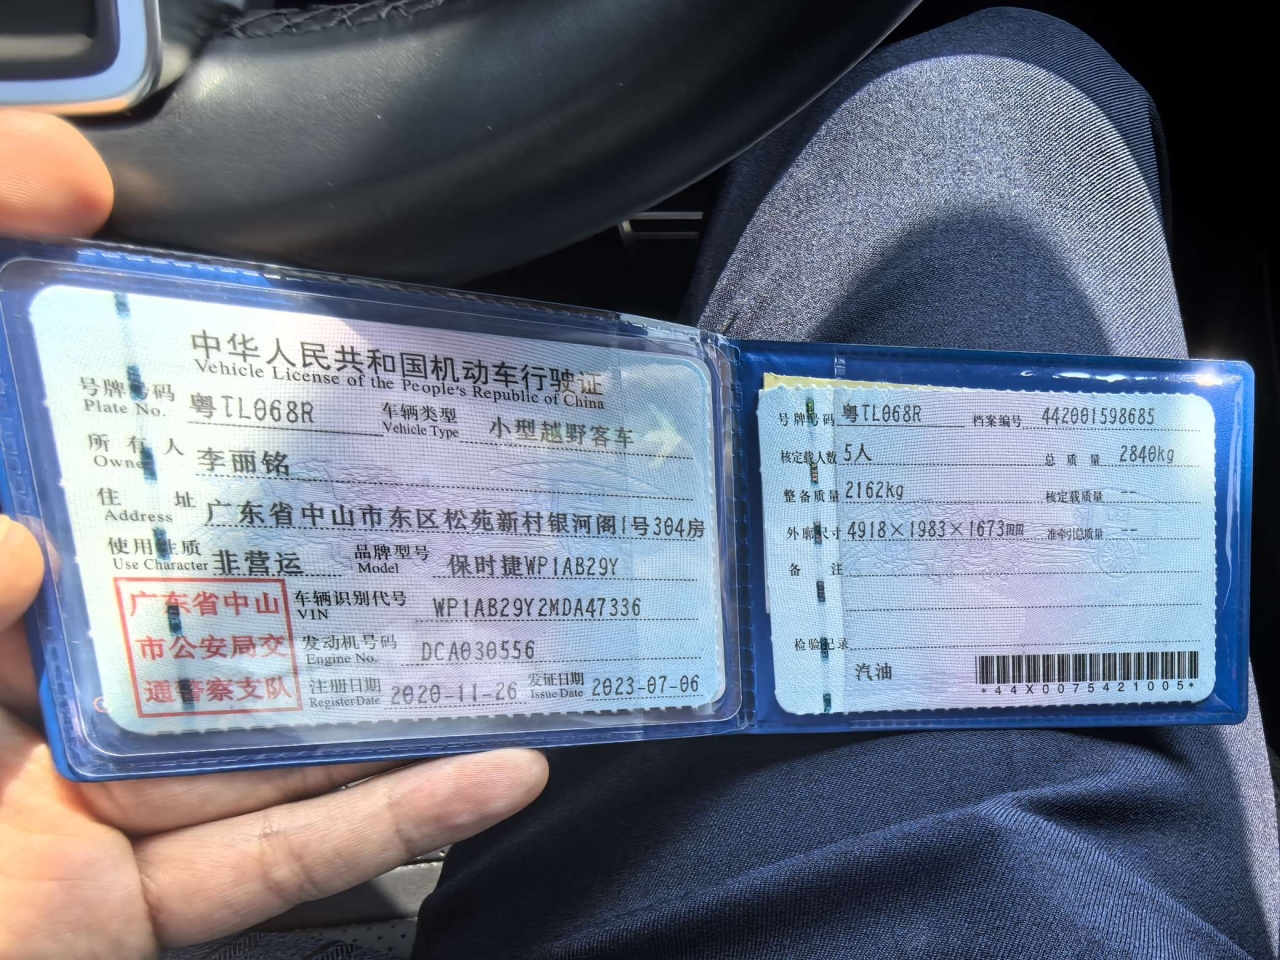 中华人民共和国机动车行驶证
Vehicle License of the People's Republic of China
号牌号码 粤TL068R 车辆类型 小型越野客车
Plate No. Vehicle Type
所有人 李丽铭
Owner
住址 广东省中山市东区松苑新村银河阁1号304房
Address
使用性质 非营运 品牌型号 保时捷WP1AB29Y
Use Character Model
广东省中山
市公安局交
通警察支队
车辆识别代号 WP1AB29Y2MDA47336
VIN
发动机号码 DCA030556
Engine No.
注册日期 2020-11-26 发证日期 2023-07-06
Register Date Issue Date
号牌号码 粤TL068R 档案编号 442001598685
核定载人数 5人 总质量 2840kg
整备质量 2162kg 核定载质量 --
外廓尺寸 4918×1983×1673mm 准牵引总质量 --
备注
检验记录
汽油
*44X0075421005*